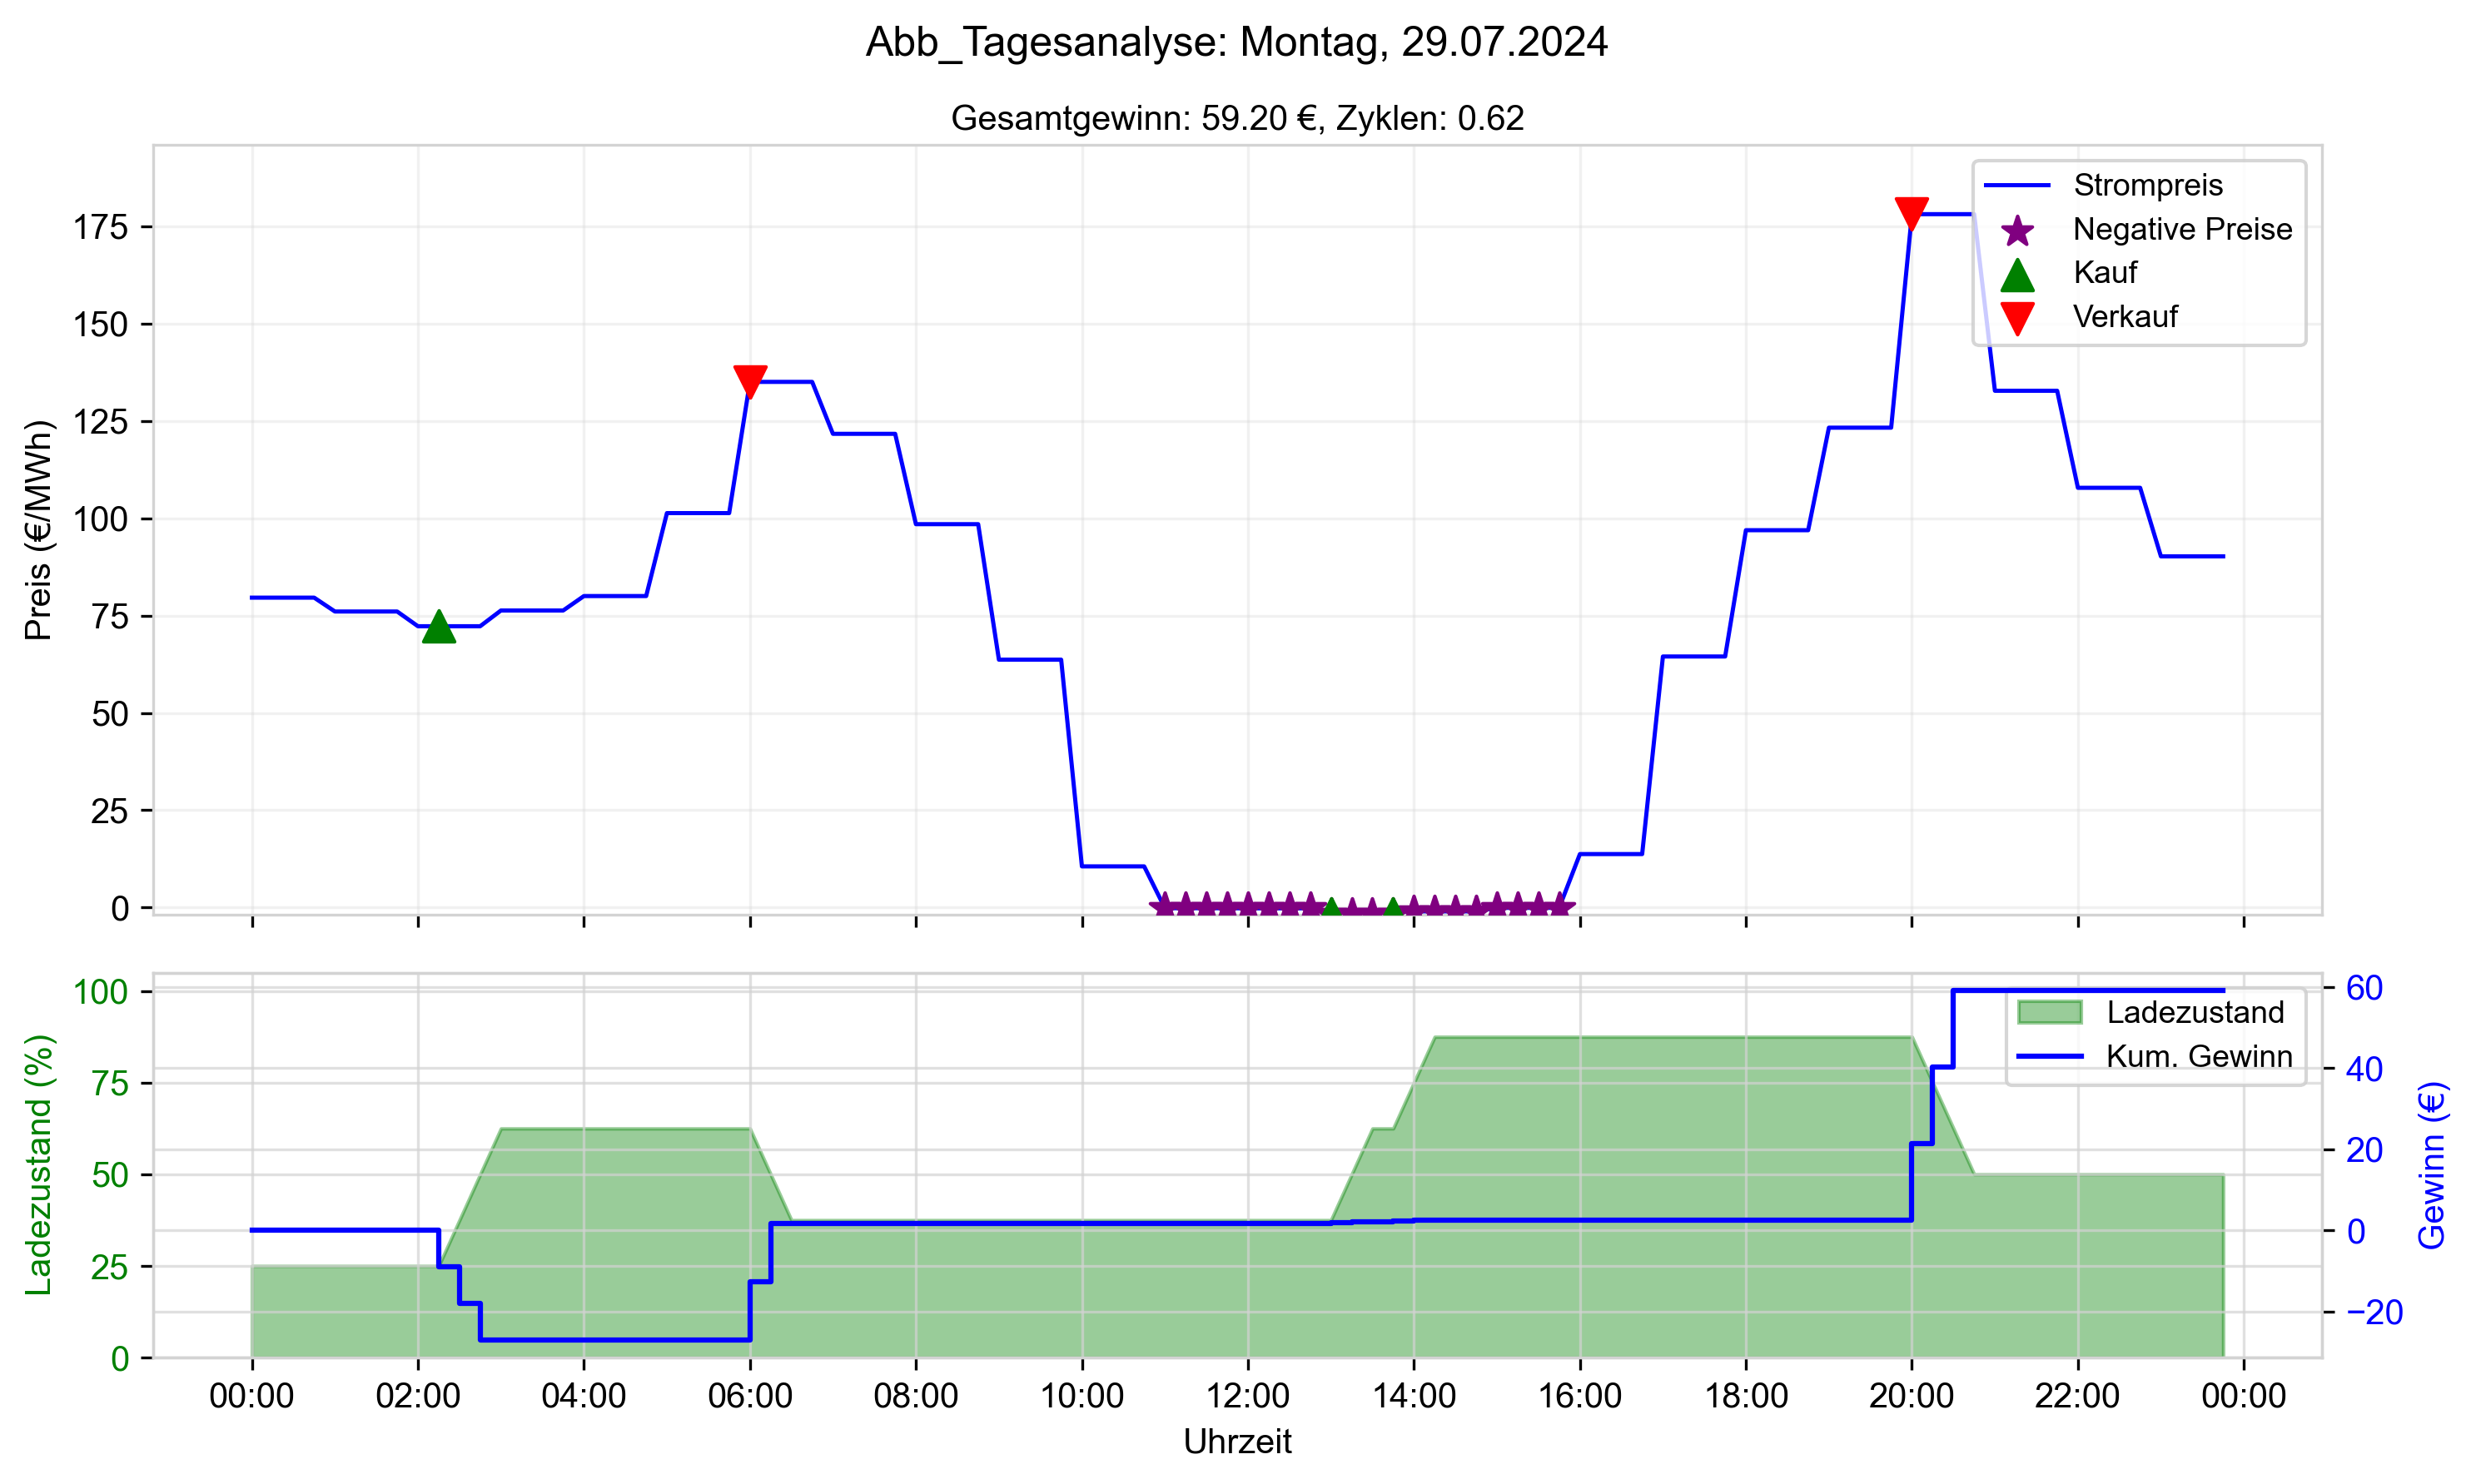 Abb_Tagesanalyse: Montag, 29.07.2024
Gesamtgewinn: 59.20 €, Zyklen: 0.62
Preis (€/MWh)
175
150
125
100
75
50
25
0
Strompreis
Negative Preise
Kauf
Verkauf
Ladezustand (%)
100
75
50
25
0
Ladezustand
Kum. Gewinn
60
40
20
0
−20
Gewinn (€)
00:00 02:00 04:00 06:00 08:00 10:00 12:00 14:00 16:00 18:00 20:00 22:00 00:00
Uhrzeit